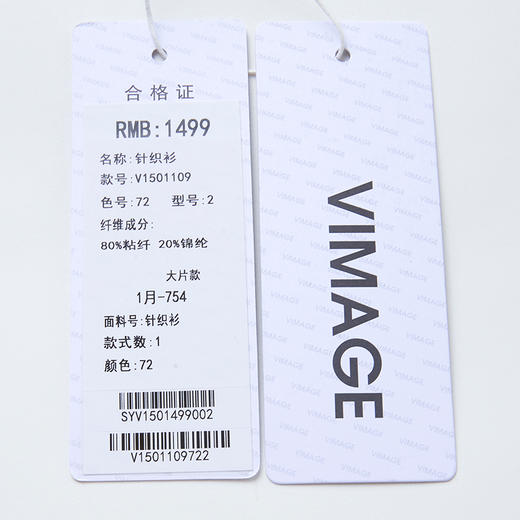 合格证
RMB:1499
名称:针织衫
款号:V1501109
色号:72 型号:2
纤维成分:
80%粘纤 20%锦纶
大片款
1月-754
面料号:针织衫
款式数:1
颜色:72
SYV1501499002
V1501109722
VIMAGE